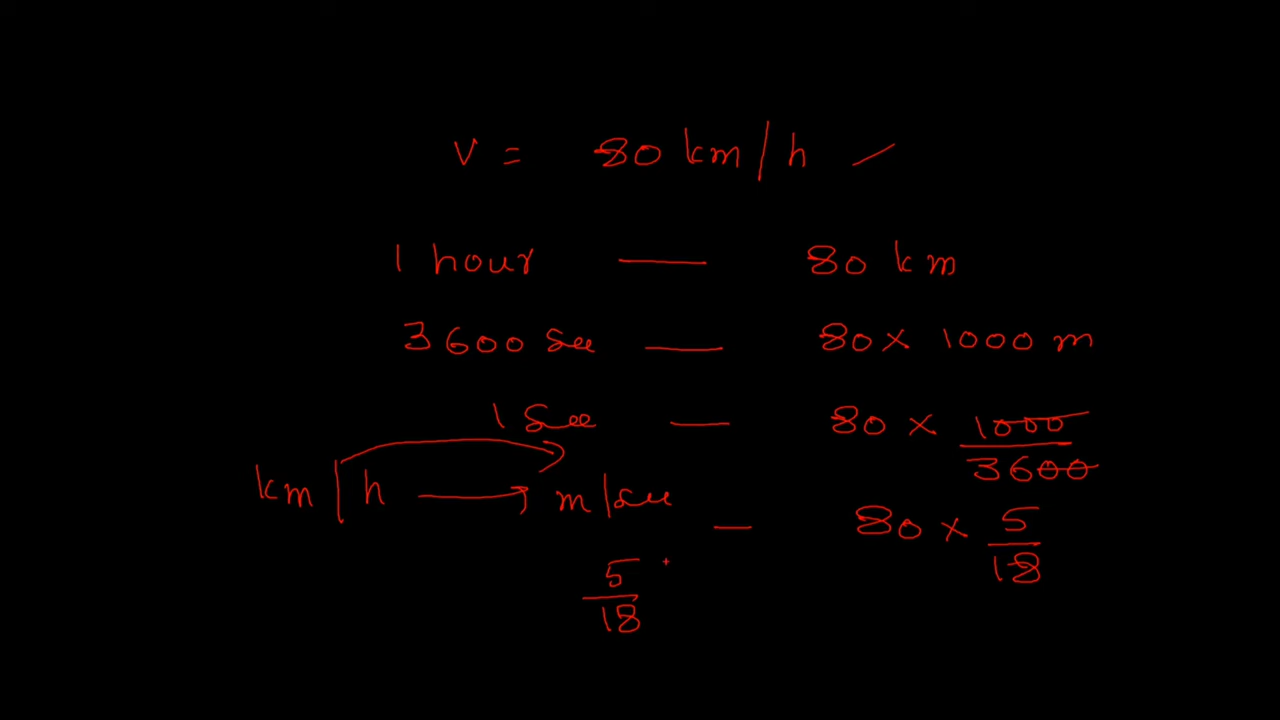 V = 80 km/h
1 hour — 80 km
3600 sec — 80 × 1000 m
1 sec — 80 × 1000/3600
km/h → m/sec — 80 × 5/18
5/18